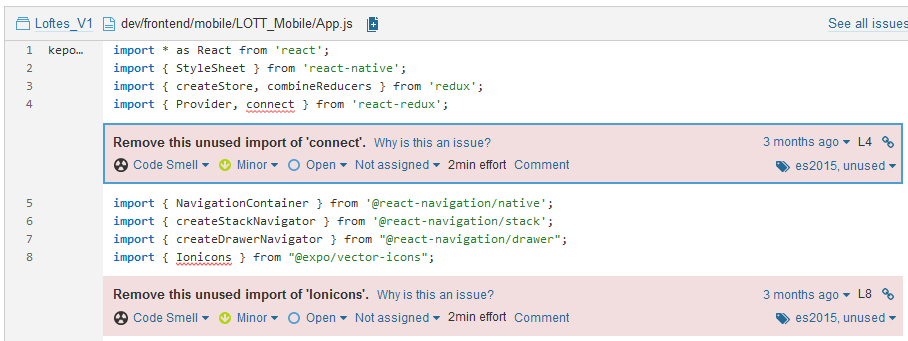 Loftes_V1 dev/frontend/mobile/LOTT_Mobile/App.js See all issues
1 kepo… import * as React from 'react';
2 import { StyleSheet } from 'react-native';
3 import { createStore, combineReducers } from 'redux';
4 import { Provider, connect } from 'react-redux';
Remove this unused import of 'connect'. Why is this an issue? 3 months ago L4
Code Smell Minor Open Not assigned 2min effort Comment es2015, unused
5 import { NavigationContainer } from '@react-navigation/native';
6 import { createStackNavigator } from '@react-navigation/stack';
7 import { createDrawerNavigator } from "@react-navigation/drawer";
8 import { Ionicons } from "@expo/vector-icons";
Remove this unused import of 'Ionicons'. Why is this an issue? 3 months ago L8
Code Smell Minor Open Not assigned 2min effort Comment es2015, unused